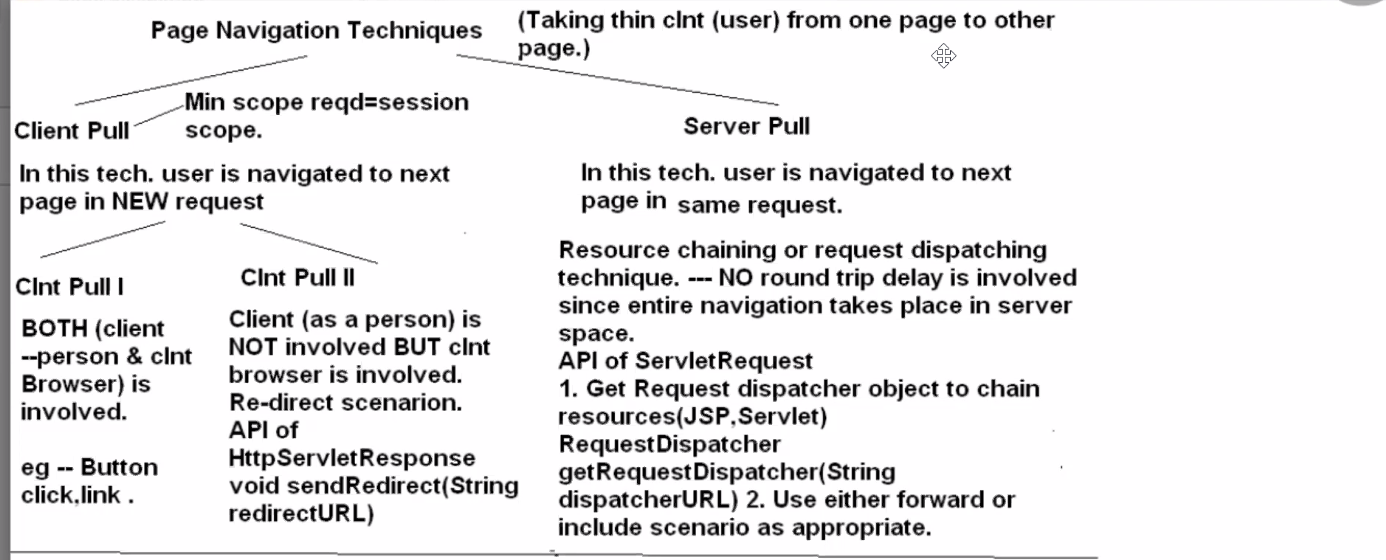 Page Navigation Techniques
(Taking thin clnt (user) from one page to other
page.)
Client Pull
Min scope reqd=session
scope.
In this tech. user is navigated to next
page in NEW request
Clnt Pull I
BOTH (client
--person & clnt
Browser) is
involved.
eg -- Button
click,link .
Clnt Pull II
Client (as a person) is
NOT involved BUT clnt
browser is involved.
Re-direct scenarion.
API of
HttpServletResponse
void sendRedirect(String
redirectURL)
Server Pull
In this tech. user is navigated to next
page in same request.
Resource chaining or request dispatching
technique. --- NO round trip delay is involved
since entire navigation takes place in server
space.
API of ServletRequest
1. Get Request dispatcher object to chain
resources(JSP,Servlet)
RequestDispatcher
getRequestDispatcher(String
dispatcherURL) 2. Use either forward or
include scenario as appropriate.